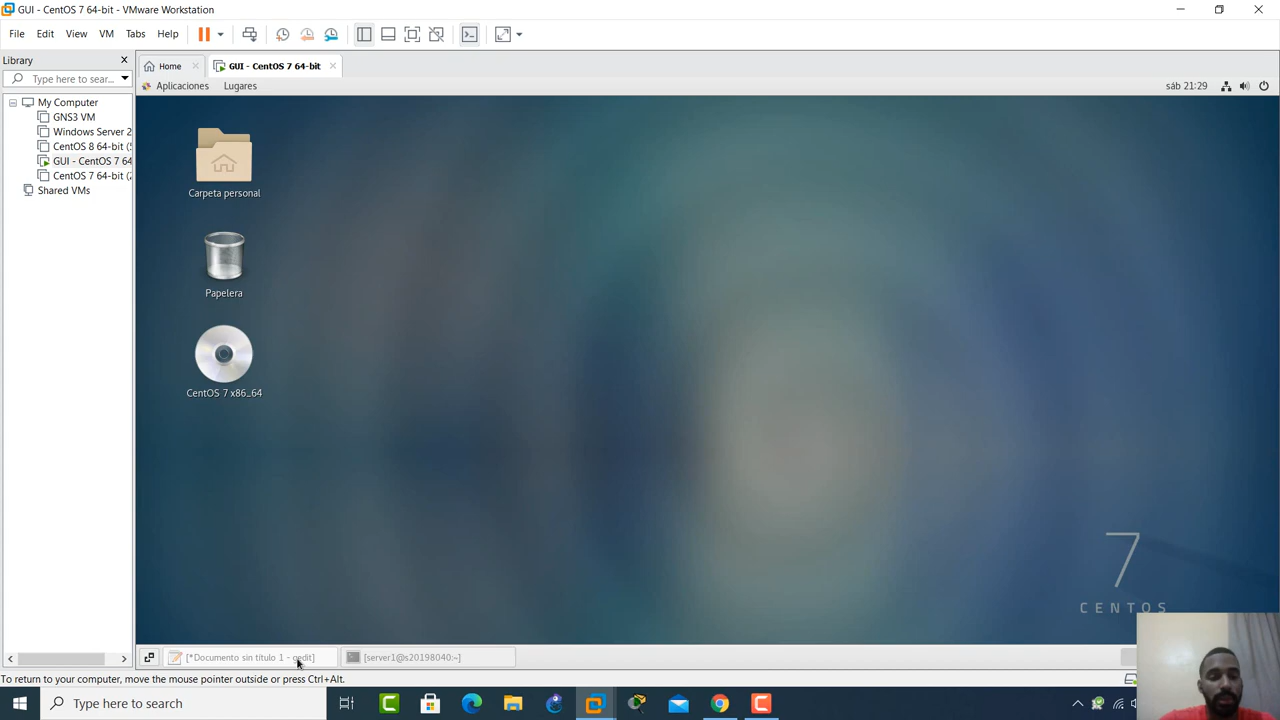 GUI - CentOS 7 64-bit - VMware Workstation
File Edit View VM Tabs Help
Library
Type here to sear...
Home
GUI - CentOS 7 64-bit
Aplicaciones Lugares
sáb 21:29
My Computer
GNS3 VM
Windows Server 2
CentOS 8 64-bit (
GUI - CentOS 7 64
CentOS 7 64-bit (
Shared VMs
Carpeta personal
Papelera
CentOS 7 x86_64
7
CENTOS
[*Documento sin título 1 - gedit]
[server1@s20198040:~]
To return to your computer, move the mouse pointer outside or press Ctrl+Alt.
Type here to search